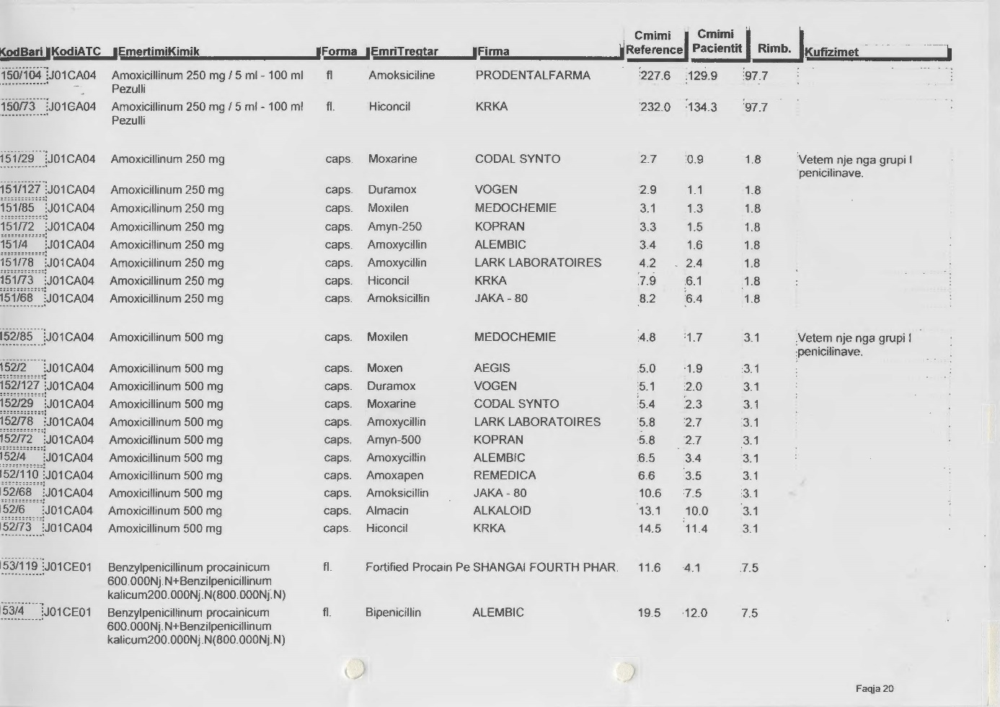 KodBari KodiATC EmertimiKimik Forma EmriTregtar Firma Cmimi Reference Cmimi Pacientit Rimb. Kufizimet
150/104 J01CA04 Amoxicillinum 250 mg / 5 ml - 100 ml fl Amoksiciline PRODENTALFARMA 227.6 129.9 97.7
Pezulli
150/73 J01GA04 Amoxicillinum 250 mg / 5 ml - 100 ml fl. Hiconcil KRKA 232.0 134.3 97.7
Pezulli
151/29 J01CA04 Amoxicillinum 250 mg caps. Moxarine CODAL SYNTO 2.7 0.9 1.8 Vetem nje nga grupi I
penicilinave.
151/127 J01CA04 Amoxicillinum 250 mg caps. Duramox VOGEN 2.9 1.1 1.8
151/85 J01CA04 Amoxicillinum 250 mg caps. Moxilen MEDOCHEMIE 3.1 1.3 1.8
151/72 J01CA04 Amoxicillinum 250 mg caps. Amyn-250 KOPRAN 3.3 1.5 1.8
151/4 J01CA04 Amoxicillinum 250 mg caps. Amoxycillin ALEMBIC 3.4 1.6 1.8
151/78 J01CA04 Amoxicillinum 250 mg caps. Amoxycillin LARK LABORATOIRES 4.2 2.4 1.8
151/73 J01CA04 Amoxicillinum 250 mg caps. Hiconcil KRKA 7.9 6.1 1.8
151/68 J01CA04 Amoxicillinum 250 mg caps. Amoksicillin JAKA - 80 8.2 6.4 1.8
152/85 J01CA04 Amoxicillinum 500 mg caps. Moxilen MEDOCHEMIE 4.8 1.7 3.1 Vetem nje nga grupi I
penicilinave.
152/2 J01CA04 Amoxicillinum 500 mg caps. Moxen AEGIS 5.0 1.9 3.1
152/127 J01CA04 Amoxicillinum 500 mg caps. Duramox VOGEN 5.1 2.0 3.1
152/29 J01CA04 Amoxicillinum 500 mg caps. Moxarine CODAL SYNTO 5.4 2.3 3.1
152/78 J01CA04 Amoxicillinum 500 mg caps. Amoxycillin LARK LABORATOIRES 5.8 2.7 3.1
152/72 J01CA04 Amoxicillinum 500 mg caps. Amyn-500 KOPRAN 5.8 2.7 3.1
152/4 J01CA04 Amoxicillinum 500 mg caps. Amoxycillin ALEMBIC 6.5 3.4 3.1
152/110 J01CA04 Amoxicillinum 500 mg caps. Amoxapen REMEDICA 6.6 3.5 3.1
152/68 J01CA04 Amoxicillinum 500 mg caps. Amoksicillin JAKA - 80 10.6 7.5 3.1
152/6 J01CA04 Amoxicillinum 500 mg caps. Almacin ALKALOID 13.1 10.0 3.1
152/73 J01CA04 Amoxicillinum 500 mg caps. Hiconcil KRKA 14.5 11.4 3.1
153/119 J01CE01 Benzylpenicillinum procainicum fl. Fortified Procain Pe SHANGAI FOURTH PHAR. 11.6 4.1 7.5
600.000Nj.N+Benzilpenicillinum
kalicum200.000Nj.N(800.000Nj.N)
153/4 J01CE01 Benzylpenicillinum procainicum fl. Bipenicillin ALEMBIC 19.5 12.0 7.5
600.000Nj.N+Benzilpenicillinum
kalicum200.000Nj.N(800.000Nj.N)
Faqja 20